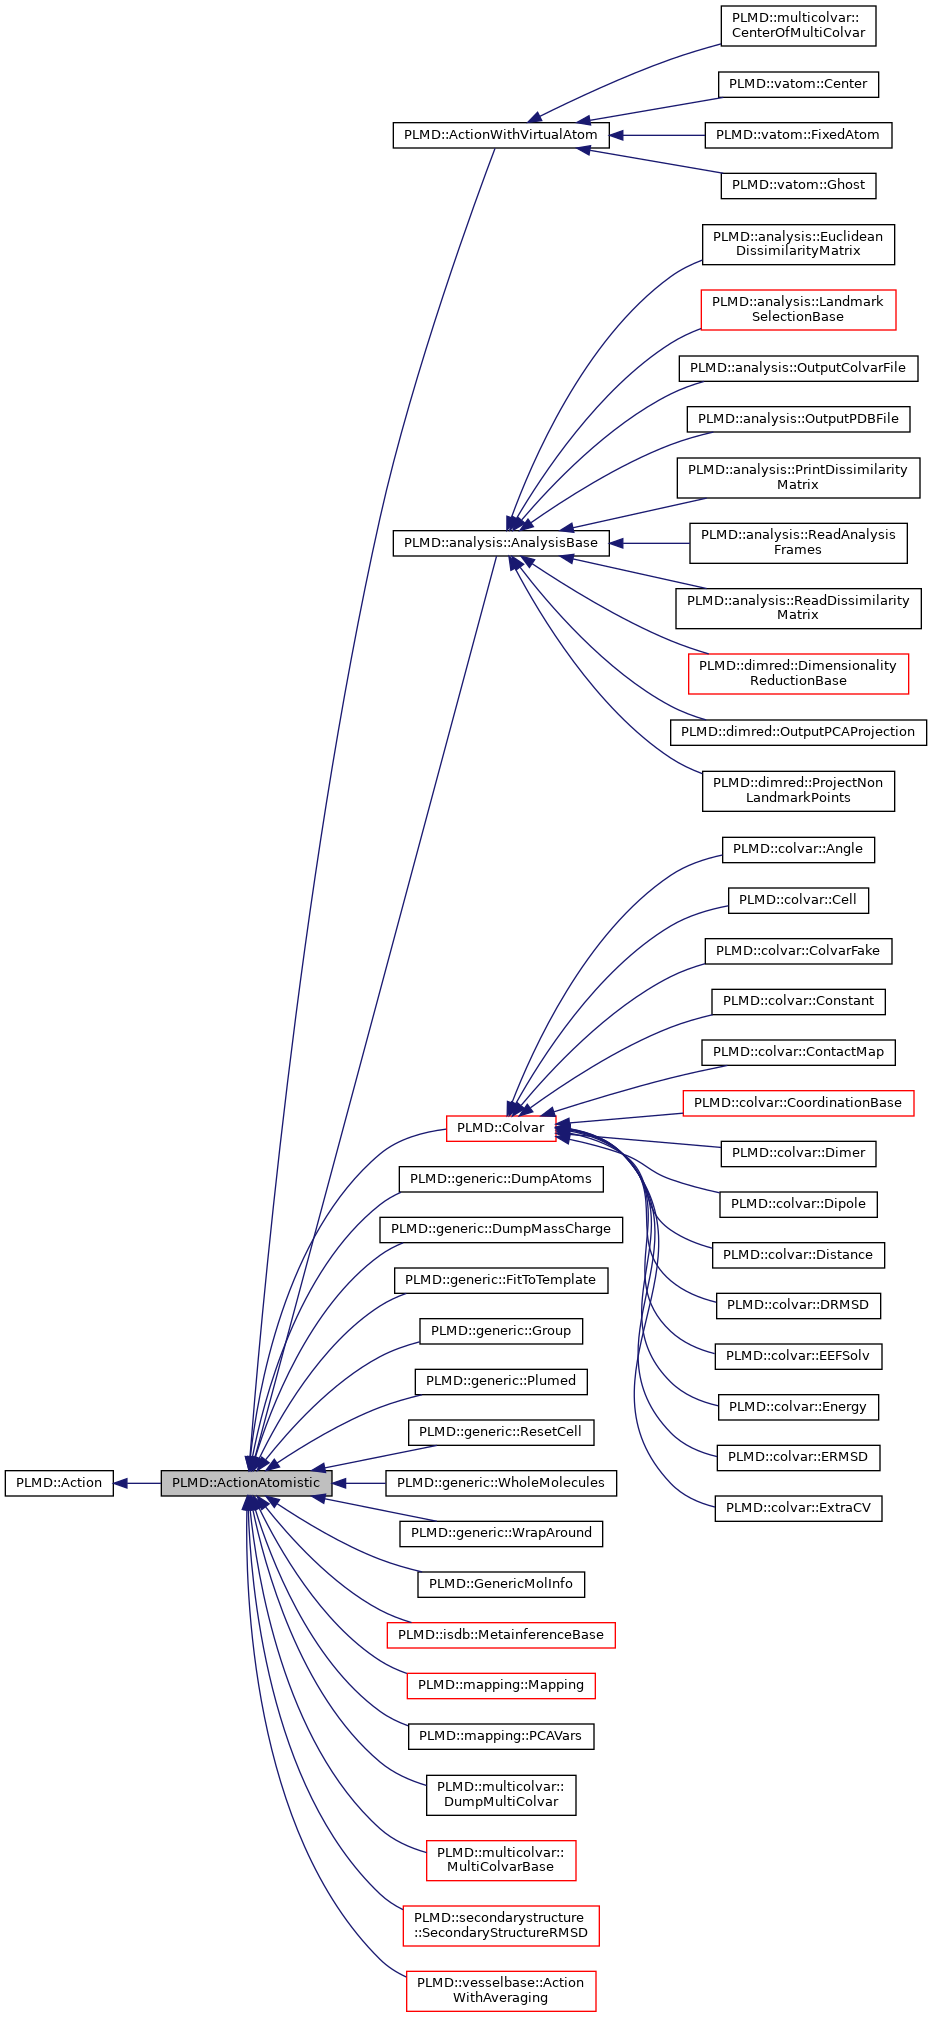 PLMD::multicolvar::
CenterOfMultiColvar
PLMD::vatom::Center
PLMD::ActionWithVirtualAtom
PLMD::vatom::FixedAtom
PLMD::vatom::Ghost
PLMD::analysis::Euclidean
DissimilarityMatrix
PLMD::analysis::Landmark
SelectionBase
PLMD::analysis::OutputColvarFile
PLMD::analysis::OutputPDBFile
PLMD::analysis::PrintDissimilarity
Matrix
PLMD::analysis::AnalysisBase
PLMD::analysis::ReadAnalysis
Frames
PLMD::analysis::ReadDissimilarity
Matrix
PLMD::dimred::Dimensionality
ReductionBase
PLMD::dimred::OutputPCAProjection
PLMD::dimred::ProjectNon
LandmarkPoints
PLMD::colvar::Angle
PLMD::colvar::Cell
PLMD::colvar::ColvarFake
PLMD::colvar::Constant
PLMD::colvar::ContactMap
PLMD::colvar::CoordinationBase
PLMD::Colvar
PLMD::colvar::Dimer
PLMD::generic::DumpAtoms
PLMD::colvar::Dipole
PLMD::generic::DumpMassCharge
PLMD::colvar::Distance
PLMD::generic::FitToTemplate
PLMD::colvar::DRMSD
PLMD::generic::Group
PLMD::colvar::EEFSolv
PLMD::generic::Plumed
PLMD::colvar::Energy
PLMD::generic::ResetCell
PLMD::colvar::ERMSD
PLMD::Action
PLMD::ActionAtomistic
PLMD::generic::WholeMolecules
PLMD::colvar::ExtraCV
PLMD::generic::WrapAround
PLMD::GenericMolInfo
PLMD::isdb::MetainferenceBase
PLMD::mapping::Mapping
PLMD::mapping::PCAVars
PLMD::multicolvar::
DumpMultiColvar
PLMD::multicolvar::
MultiColvarBase
PLMD::secondarystructure
::SecondaryStructureRMSD
PLMD::vesselbase::Action
WithAveraging